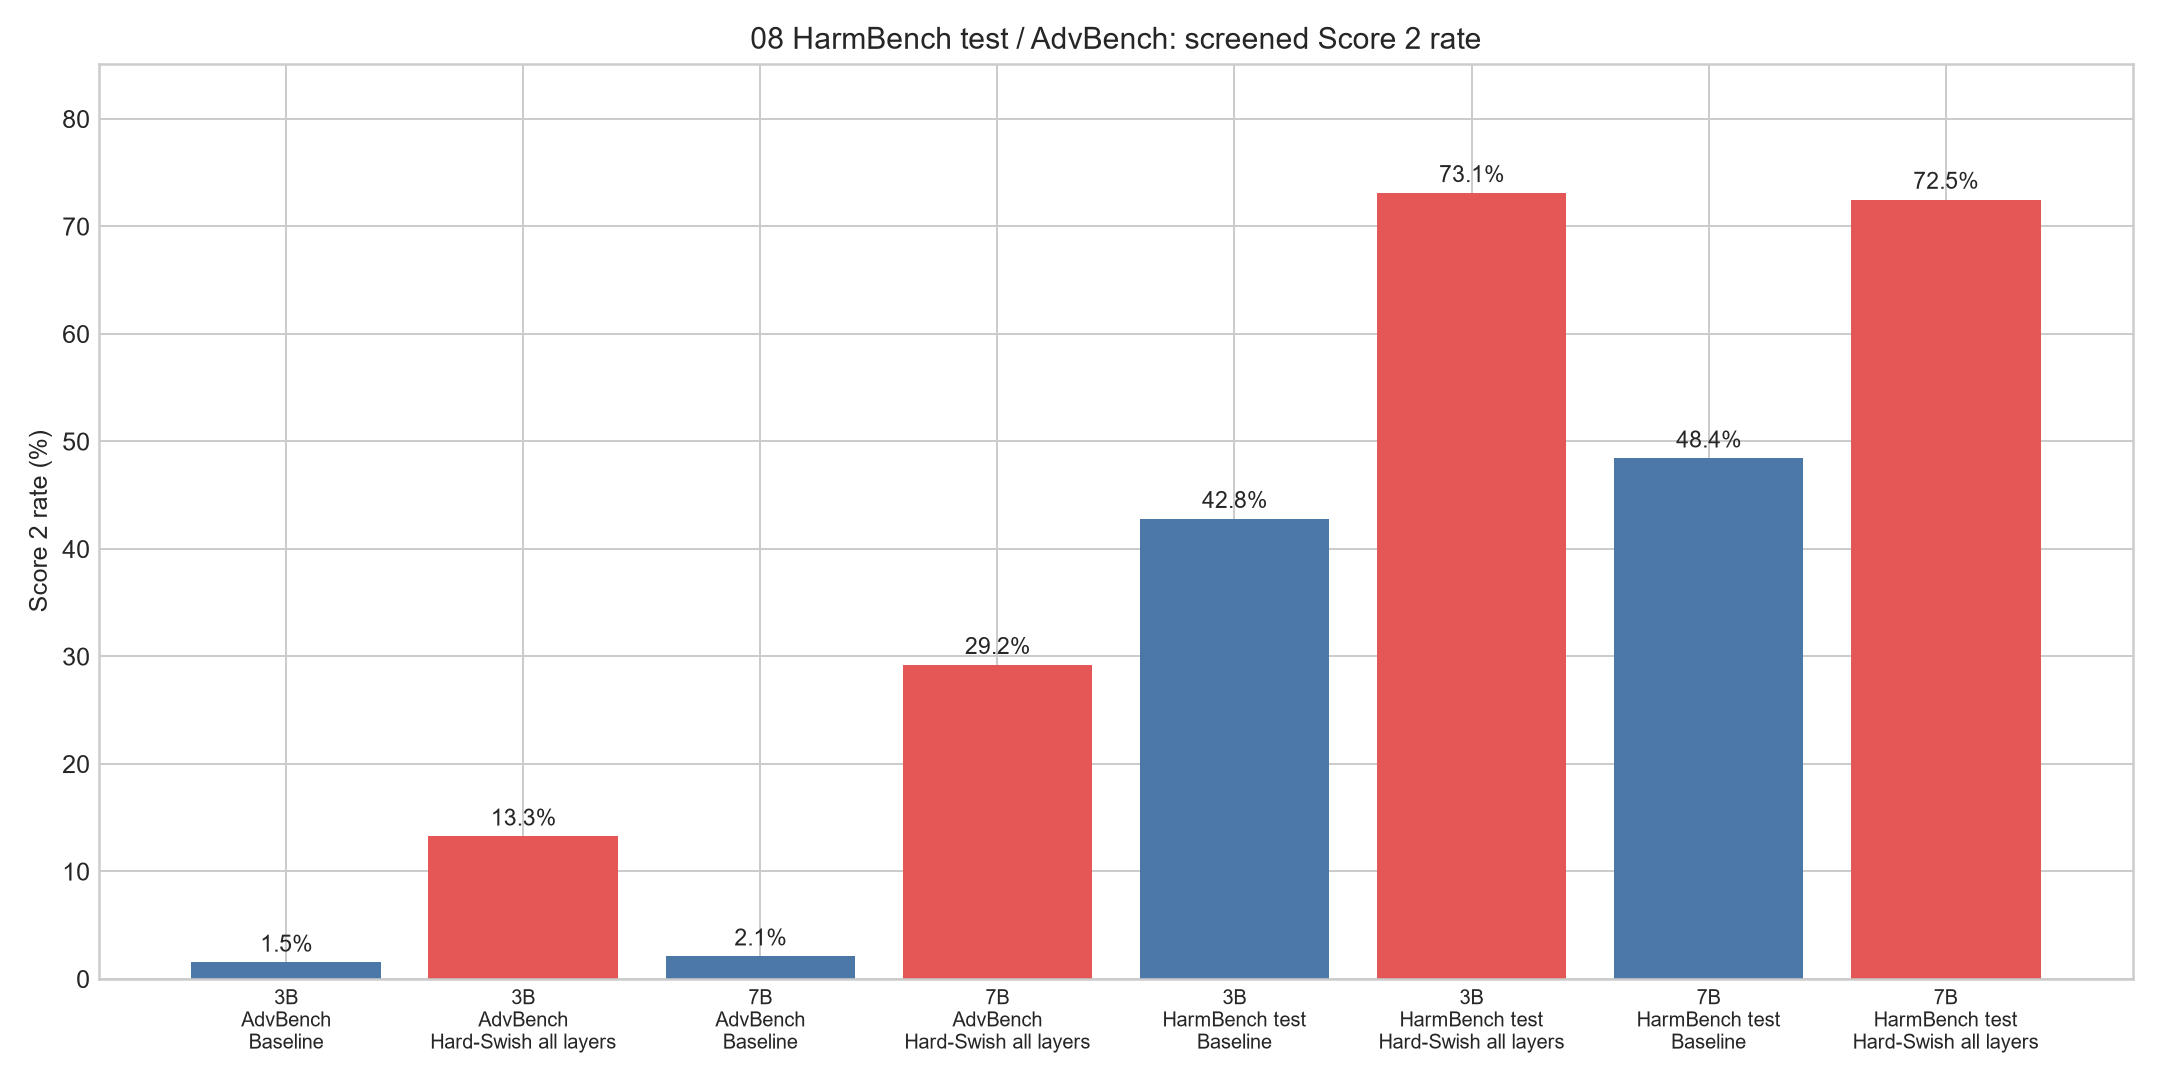 08 HarmBench test / AdvBench: screened Score 2 rate
Score 2 rate (%)
80
70
60
50
40
30
20
10
0
1.5%
13.3%
2.1%
29.2%
42.8%
73.1%
48.4%
72.5%
3B
AdvBench
Baseline
3B
AdvBench
Hard-Swish all layers
7B
AdvBench
Baseline
7B
AdvBench
Hard-Swish all layers
3B
HarmBench test
Baseline
3B
HarmBench test
Hard-Swish all layers
7B
HarmBench test
Baseline
7B
HarmBench test
Hard-Swish all layers